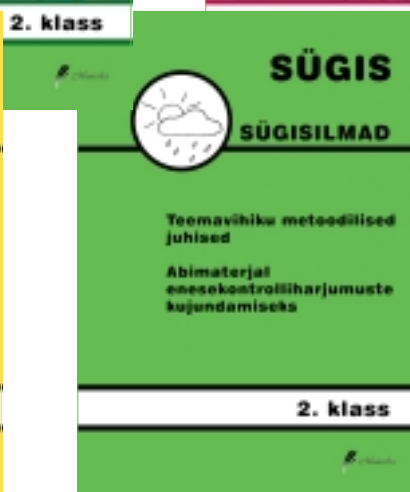 2. klass
SÜGIS
SÜGISILMAD
Teemavihiku metoodilised
juhised
Abimaterjal
enesekontrolliharjumuste
kujundamiseks
2. klass